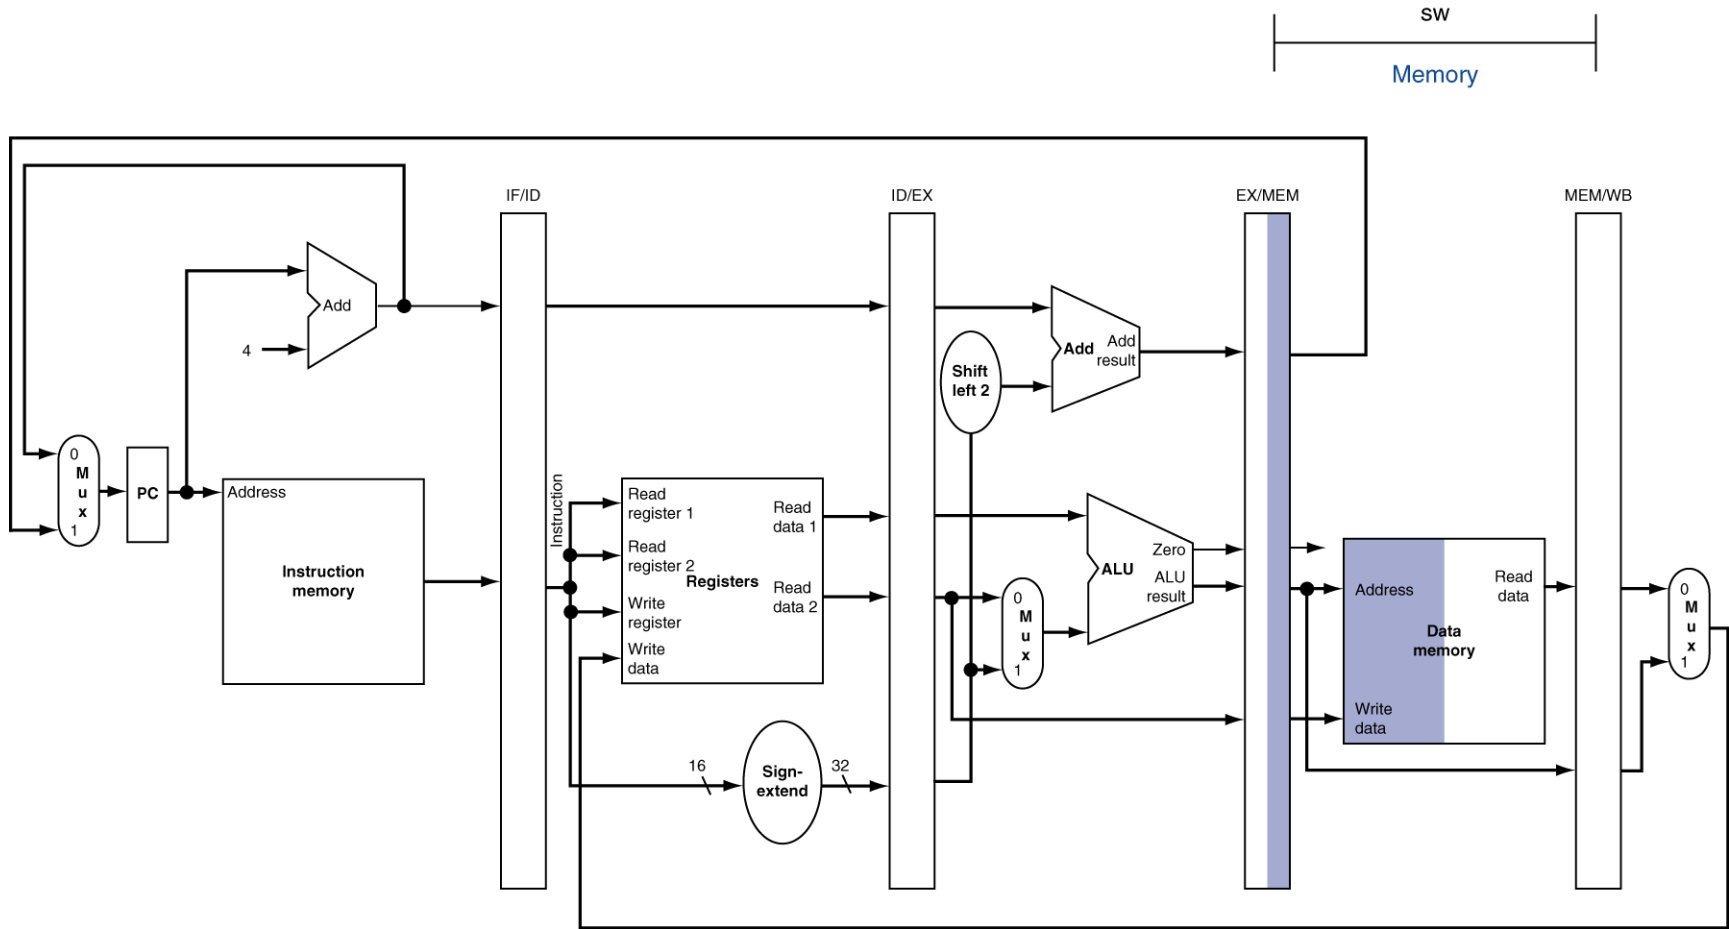 SW
Memory
IF/ID
ID/EX
EX/MEM
MEM/WB
Add
4
Shift
left 2
Add
Add
result
0
M
u
x
1
PC
Address
Instruction
memory
Instruction
Read
register 1
Read
register 2
Write
register
Write
data
Registers
Read
data 1
Read
data 2
16
Sign-
extend
32
0
M
u
x
1
Zero
ALU
ALU
result
Address
Read
data
Data
memory
Write
data
0
M
u
x
1